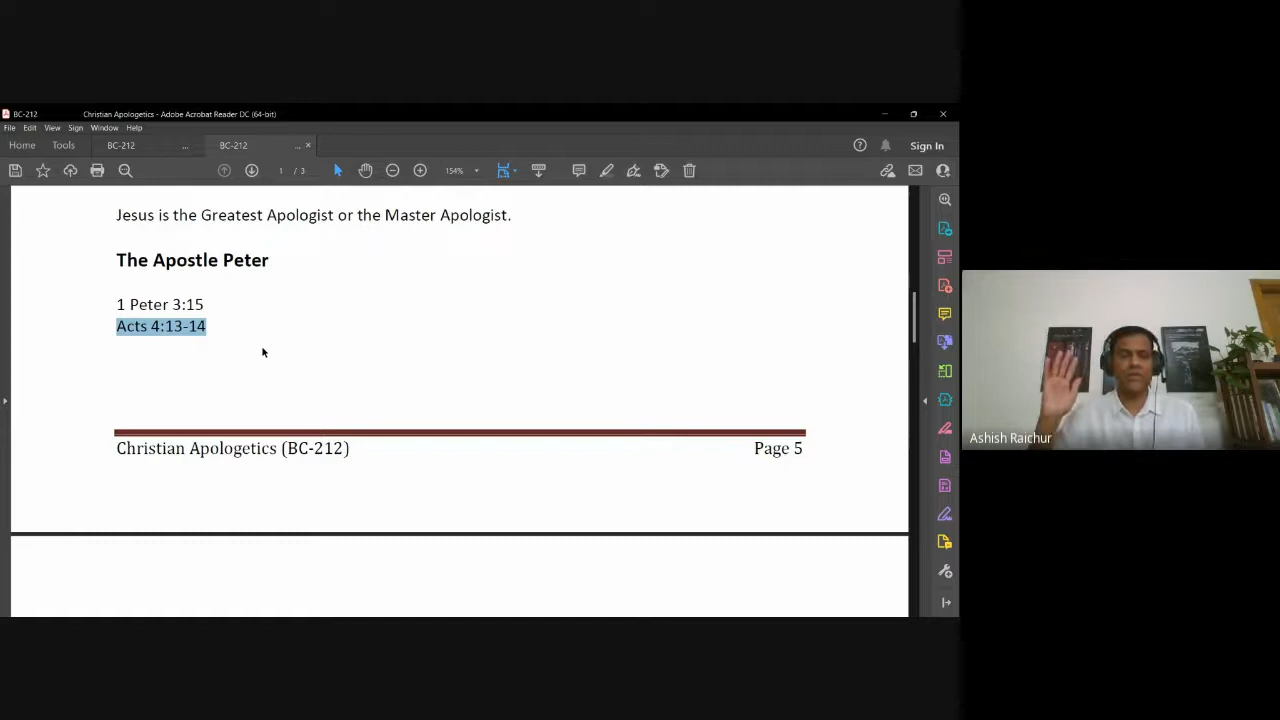 BC-212 Christian Apologetics - Adobe Acrobat Reader DC (64-bit)
File Edit View Sign Window Help
Home Tools BC-212 ... BC-212 ... ×
Sign In
1 / 3 154%
Jesus is the Greatest Apologist or the Master Apologist.
The Apostle Peter
1 Peter 3:15
Acts 4:13-14
Christian Apologetics (BC-212) Page 5
Ashish Raichur